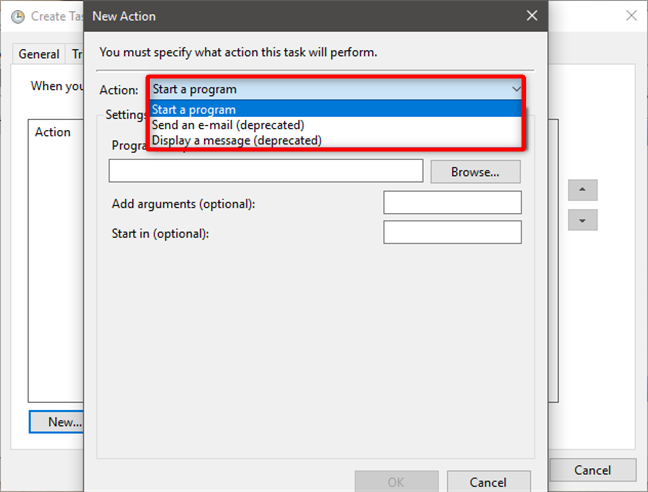 Create Ta
New Action
You must specify what action this task will perform.
General
Tr
When you
Action: Start a program
Start a program
Send an e-mail (deprecated)
Display a message (deprecated)
Settings
Action
Progra
Browse...
Add arguments (optional):
Start in (optional):
New...
OK
Cancel
Cancel